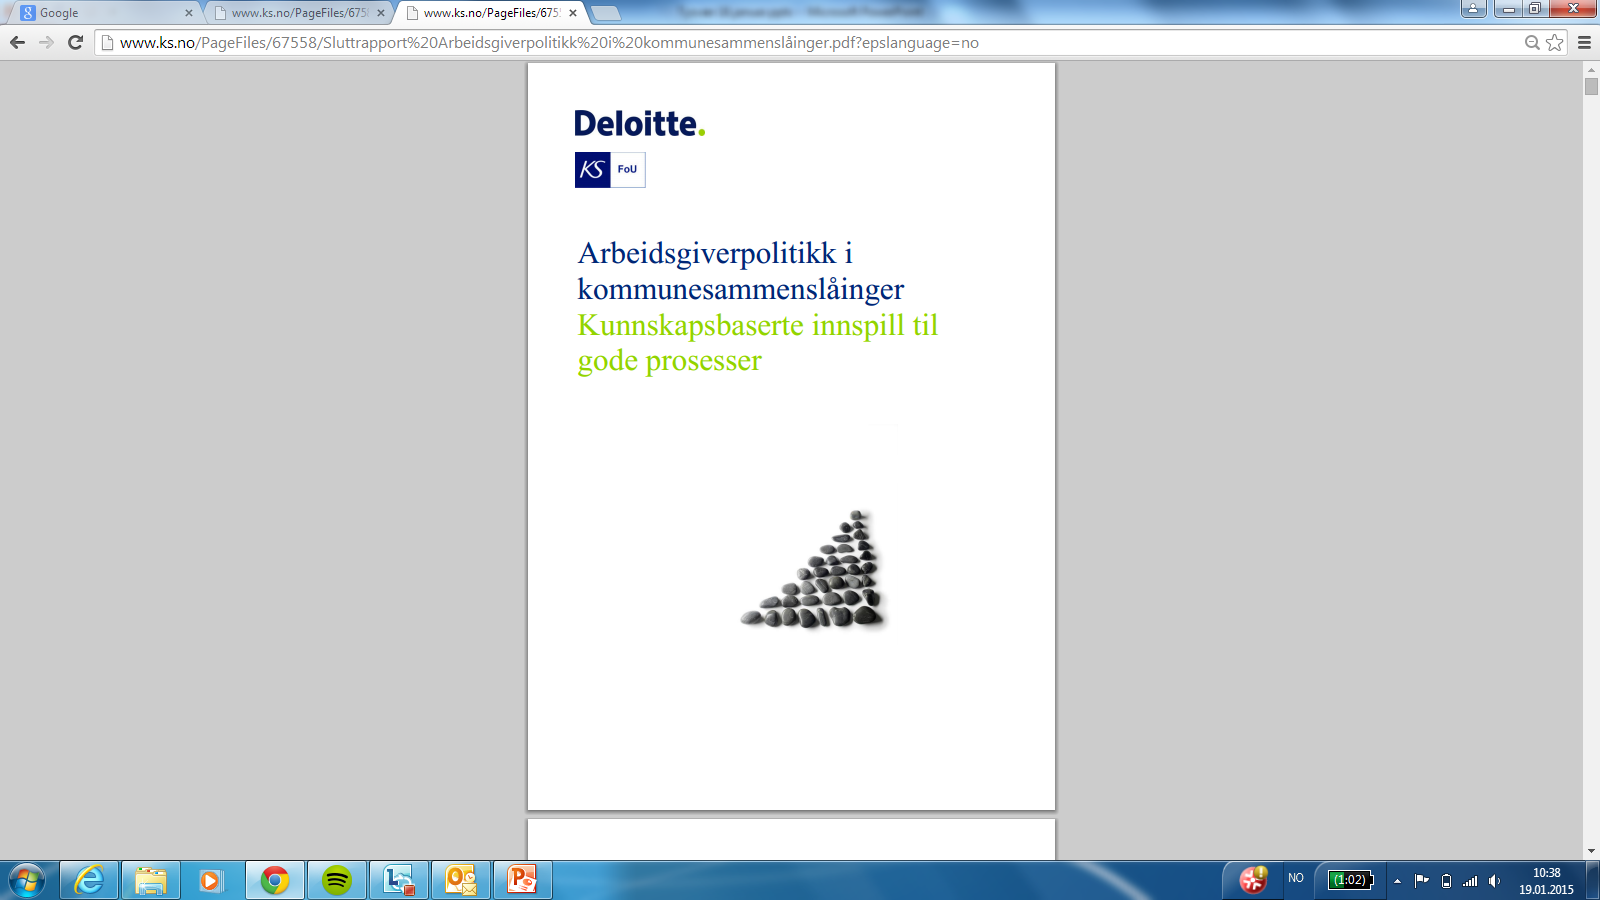 Google
www.ks.no/PageFiles/675
www.ks.no/PageFiles/675
www.ks.no/PageFiles/67558/Sluttrapport%20Arbeidsgiverpolitikk%20i%20kommunesammenslåinger.pdf?epslanguage=no
Deloitte.
KS FoU
Arbeidsgiverpolitikk i
kommunesammenslåinger
Kunnskapsbaserte innspill til
gode prosesser
NO
(1:02)
10:38
19.01.2015